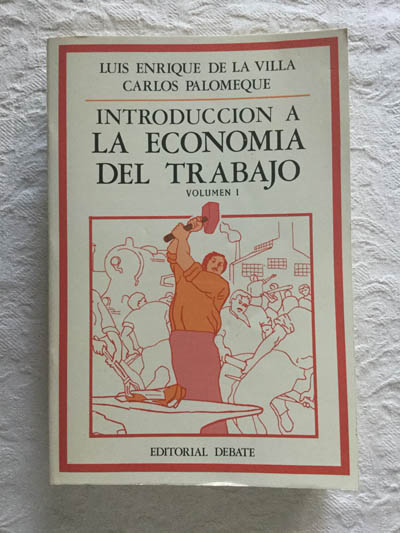 LUIS ENRIQUE DE LA VILLA
CARLOS PALOMEQUE
INTRODUCCION A
LA ECONOMIA
DEL TRABAJO
VOLUMEN I
EDITORIAL DEBATE